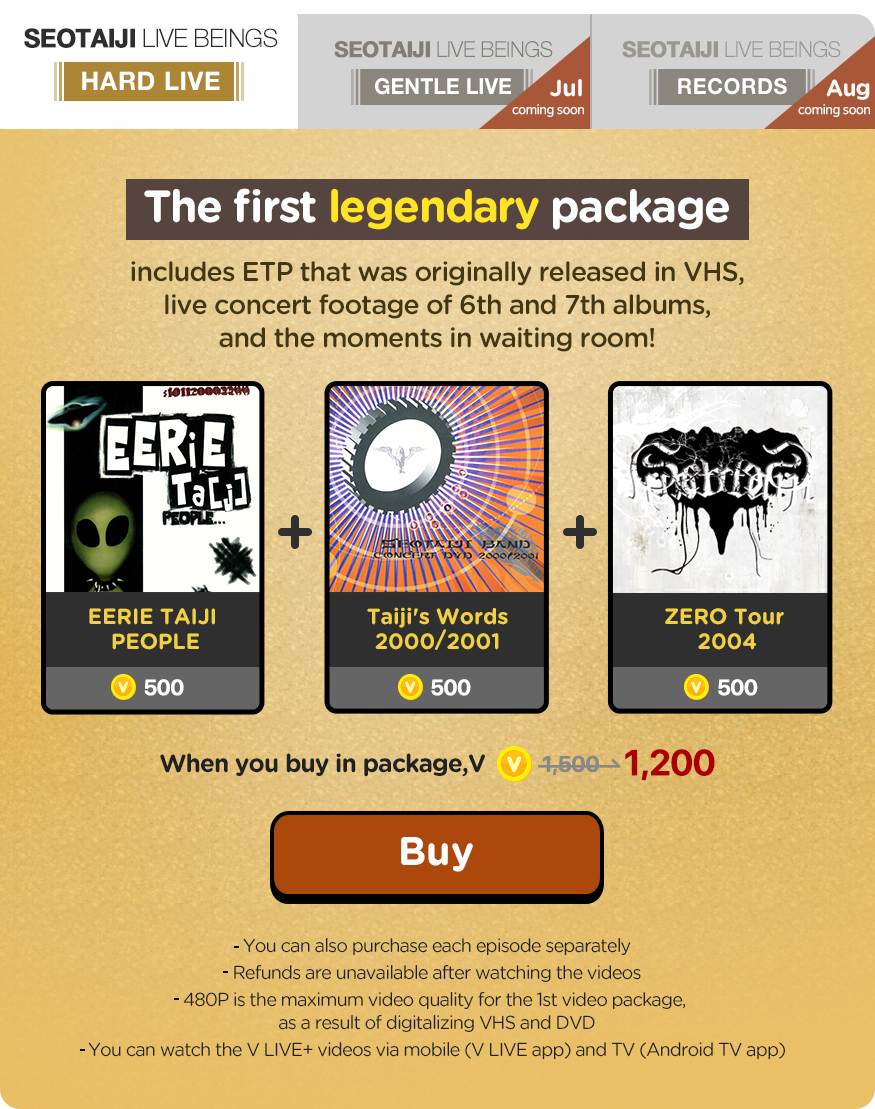 SEOTAIJI LIVE BEINGS
HARD LIVE
SEOTAIJI LIVE BEINGS
GENTLE LIVE
Jul
coming soon
SEOTAIJI LIVE BEINGS
RECORDS
Aug
coming soon
The first legendary package
includes ETP that was originally released in VHS,
live concert footage of 6th and 7th albums,
and the moments in waiting room!
EERiE
Taiji
PEOPLE...
+
SEOTAIJI BAND
CONCERT DVD 2000/2001
+
EERIE TAIJI
PEOPLE
V 500
Taiji's Words
2000/2001
V 500
ZERO Tour
2004
V 500
When you buy in package,V V 1,500 → 1,200
Buy
- You can also purchase each episode separately
- Refunds are unavailable after watching the videos
- 480P is the maximum video quality for the 1st video package,
as a result of digitalizing VHS and DVD
- You can watch the V LIVE+ videos via mobile (V LIVE app) and TV (Android TV app)